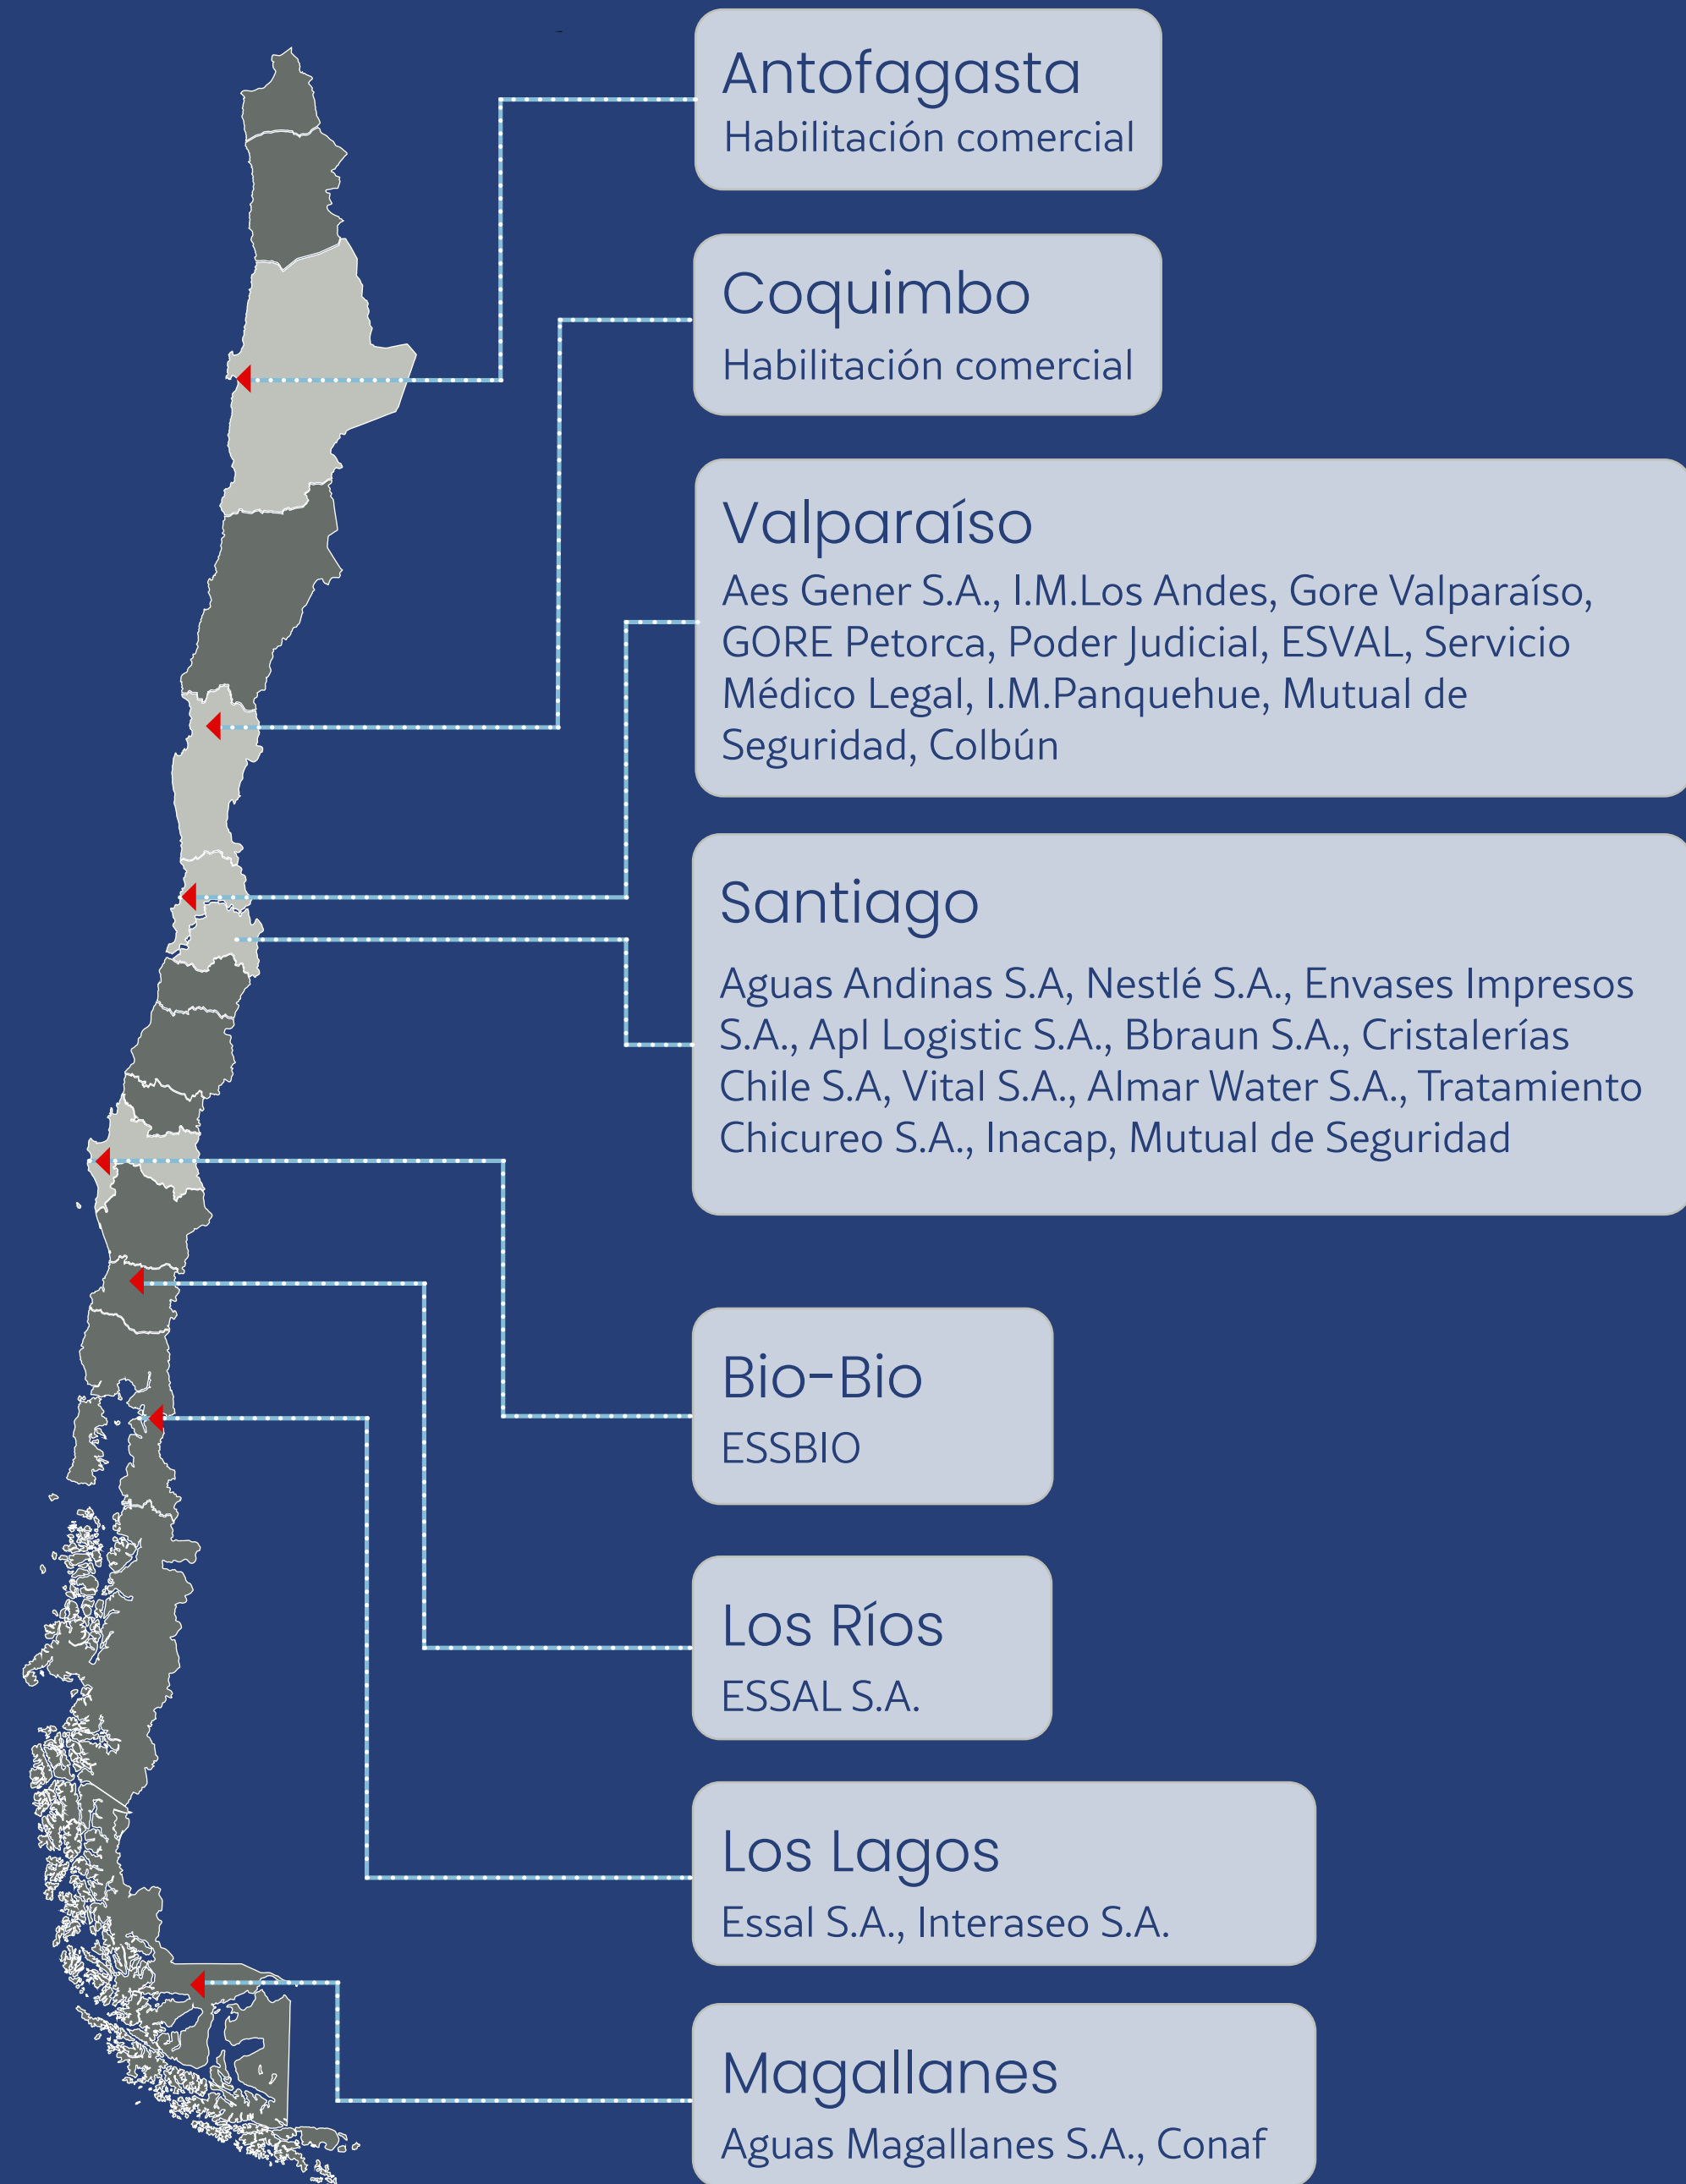 Antofagasta
Habilitación comercial
Coquimbo
Habilitación comercial
Valparaíso
Aes Gener S.A., I.M.Los Andes, Gore Valparaíso,
GORE Petorca, Poder Judicial, ESVAL, Servicio
Médico Legal, I.M.Panquehue, Mutual de
Seguridad, Colbún
Santiago
Aguas Andinas S.A, Nestlé S.A., Envases Impresos
S.A., Apl Logistic S.A., Bbraun S.A., Cristalerías
Chile S.A, Vital S.A., Almar Water S.A., Tratamiento
Chicureo S.A., Inacap, Mutual de Seguridad
Bio-Bio
ESSBIO
Los Ríos
ESSAL S.A.
Los Lagos
Essal S.A., Interaseo S.A.
Magallanes
Aguas Magallanes S.A., Conaf